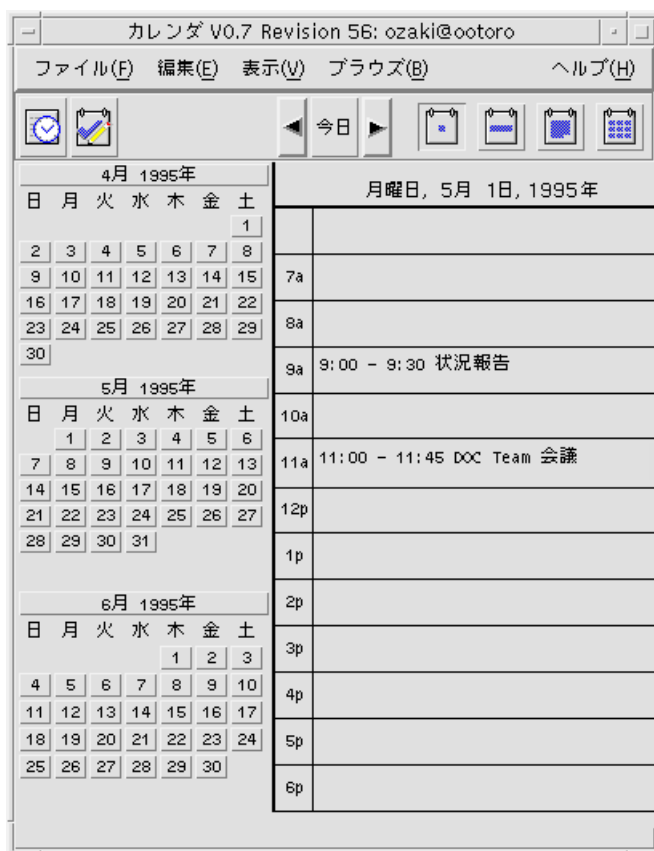 カレンダ V0.7 Revision 56: ozaki@ootoro
ファイル(F) 編集(E) 表示(V) ブラウズ(B) ヘルプ(H)
今日
4月 1995年
日 月 火 水 木 金 土
1
2 3 4 5 6 7 8
9 10 11 12 13 14 15
16 17 18 19 20 21 22
23 24 25 26 27 28 29
30
5月 1995年
日 月 火 水 木 金 土
1 2 3 4 5 6
7 8 9 10 11 12 13
14 15 16 17 18 19 20
21 22 23 24 25 26 27
28 29 30 31
6月 1995年
日 月 火 水 木 金 土
1 2 3
4 5 6 7 8 9 10
11 12 13 14 15 16 17
18 19 20 21 22 23 24
25 26 27 28 29 30
月曜日, 5月 1日, 1995年
7a
8a
9a 9:00 - 9:30 状況報告
10a
11a 11:00 - 11:45 DOC Team 会議
12p
1p
2p
3p
4p
5p
6p